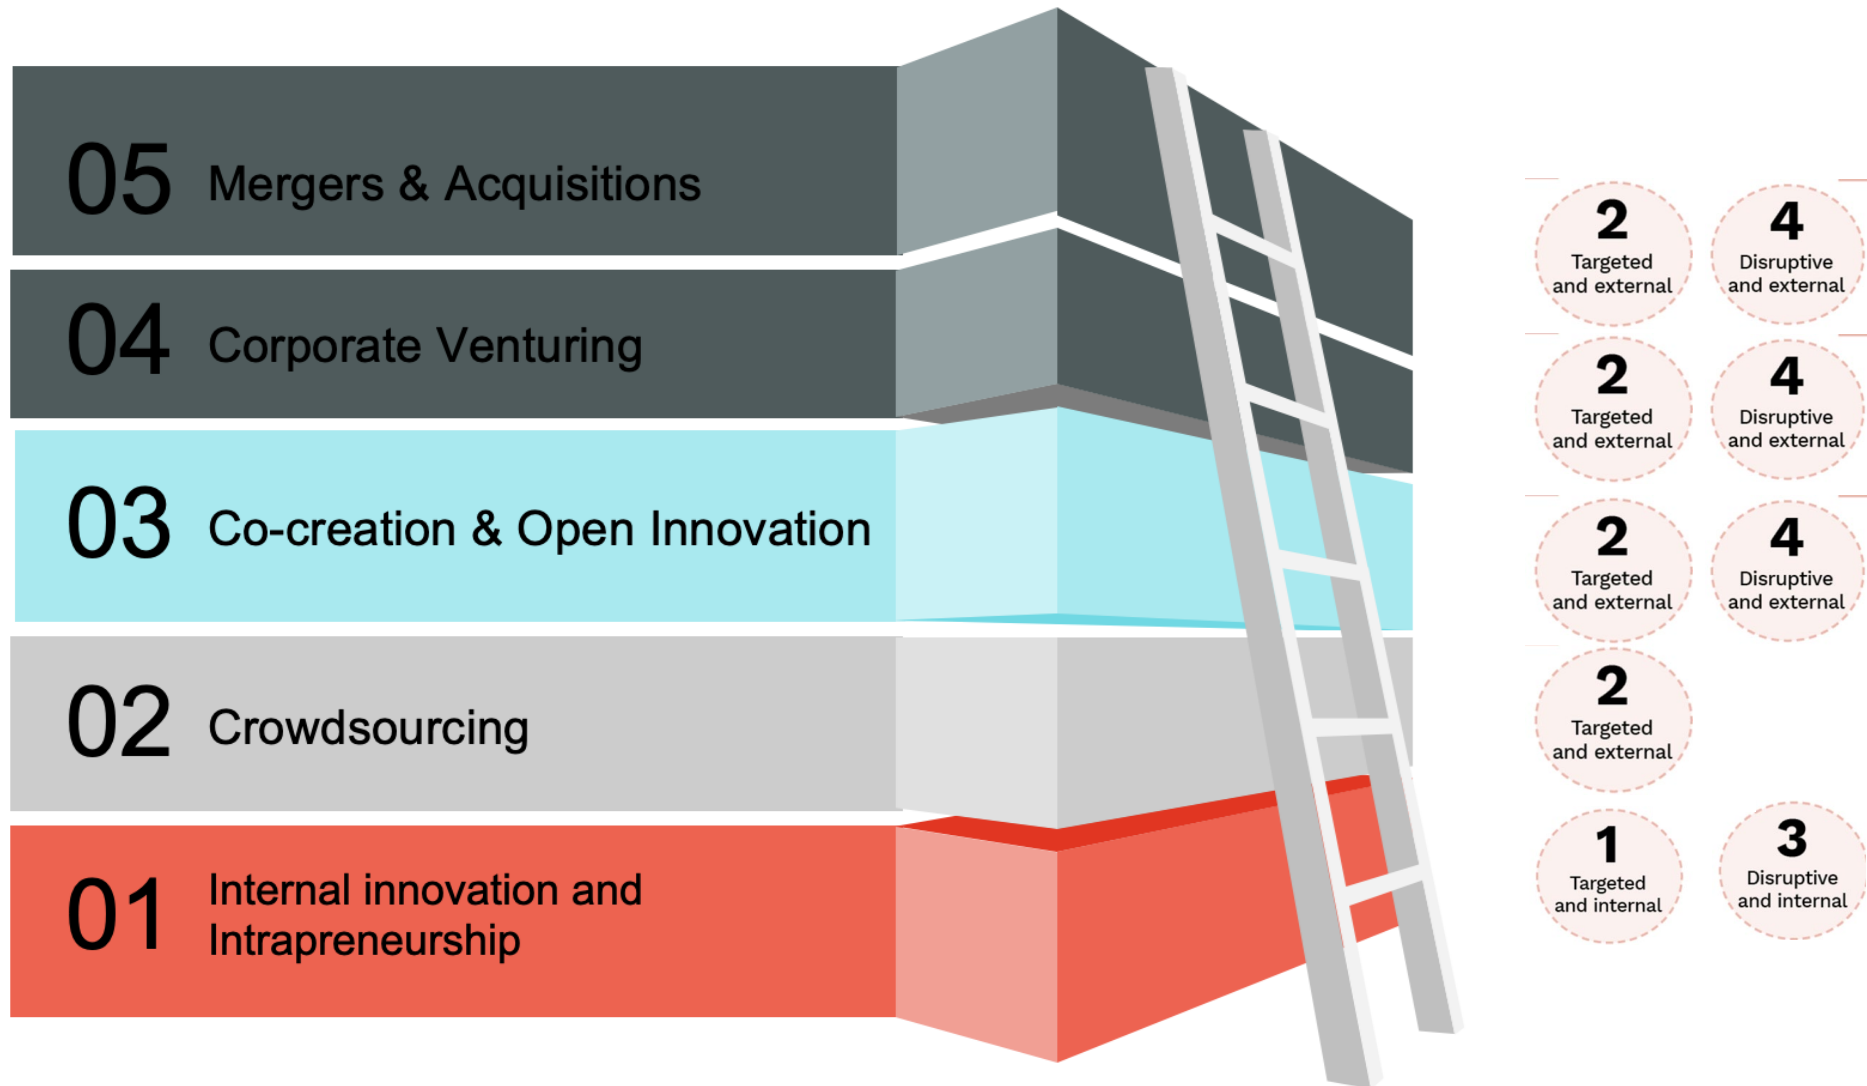 05 Mergers & Acquisitions
2
Targeted
and external
4
Disruptive
and external
04 Corporate Venturing
2
Targeted
and external
4
Disruptive
and external
03 Co-creation & Open Innovation
2
Targeted
and external
4
Disruptive
and external
02 Crowdsourcing
2
Targeted
and external
01 Internal innovation and
Intrapreneurship
1
Targeted
and internal
3
Disruptive
and internal